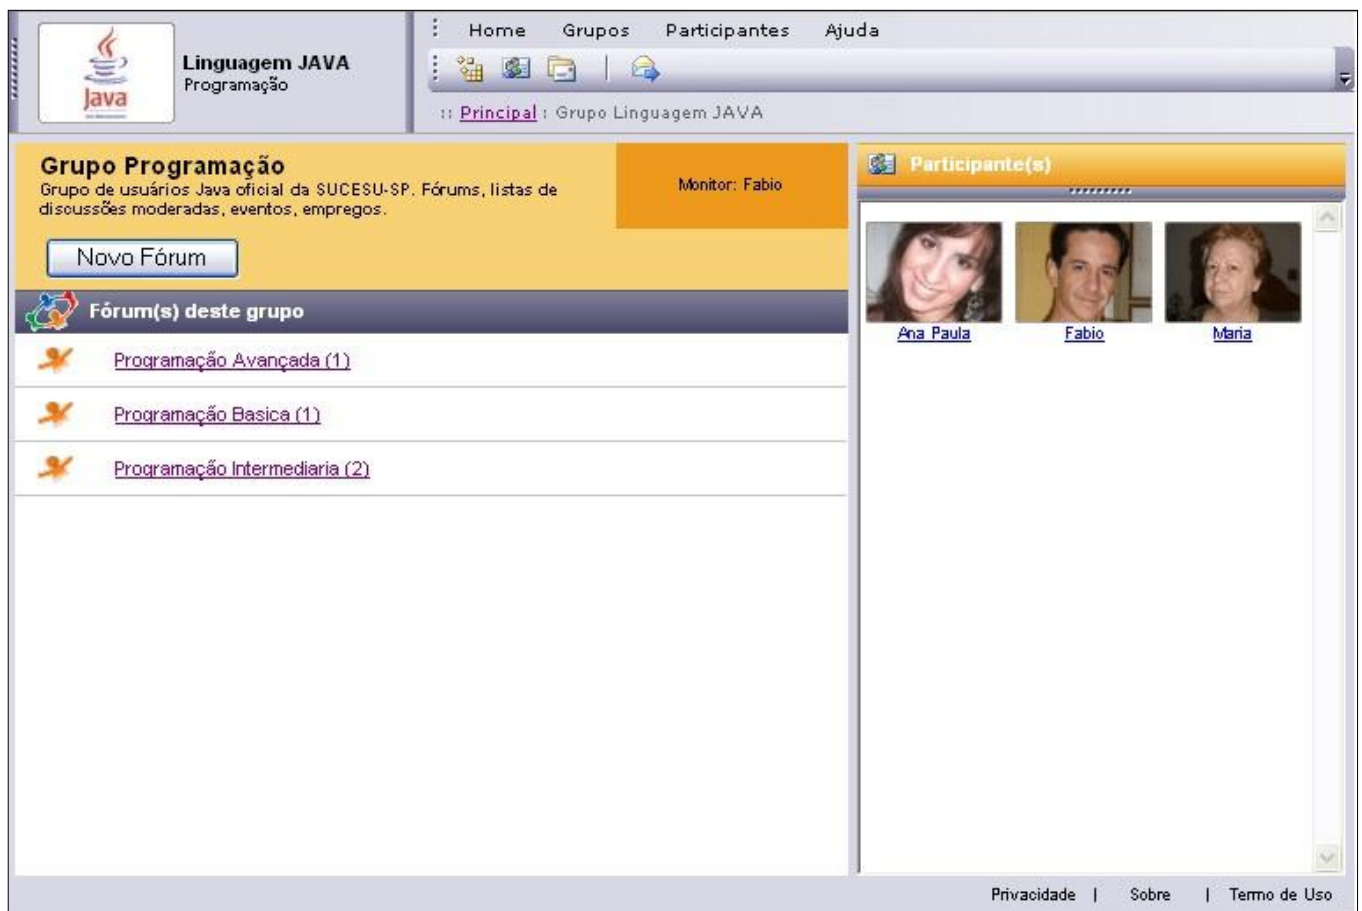 Java
Linguagem JAVA
Programação
Home Grupos Participantes Ajuda
:: Principal : Grupo Linguagem JAVA
Grupo Programação
Grupo de usuários Java oficial da SUCESU-SP. Fórums, listas de
discussões moderadas, eventos, empregos.
Monitor: Fabio
Novo Fórum
Fórum(s) deste grupo
Programação Avançada (1)
Programação Basica (1)
Programação Intermediaria (2)
Participante(s)
Ana Paula Fabio Maria
Privacidade | Sobre | Termo de Uso